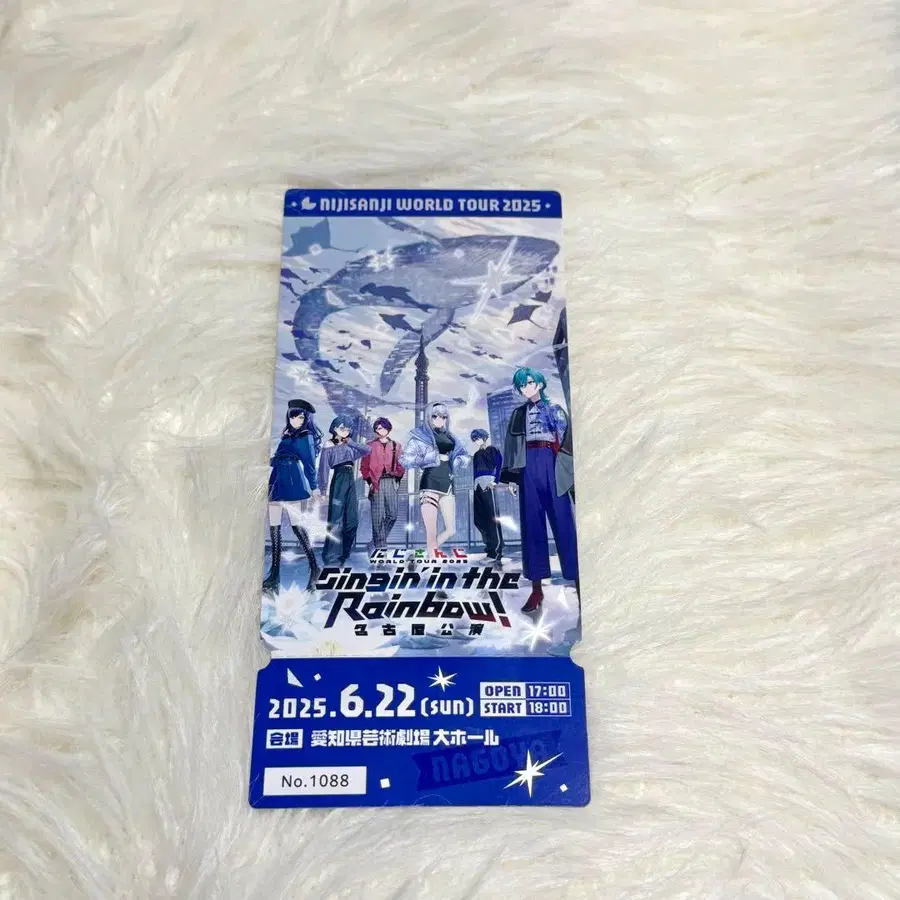 NIJISANJI WORLD TOUR 2025
にじさんじ
WORLD TOUR 2025
Singin' in the
Rainbow!
名古屋公演
2025.6.22(sun) OPEN 17:00
START 18:00
会場 愛知県芸術劇場 大ホール
NAGOYA
No.1088